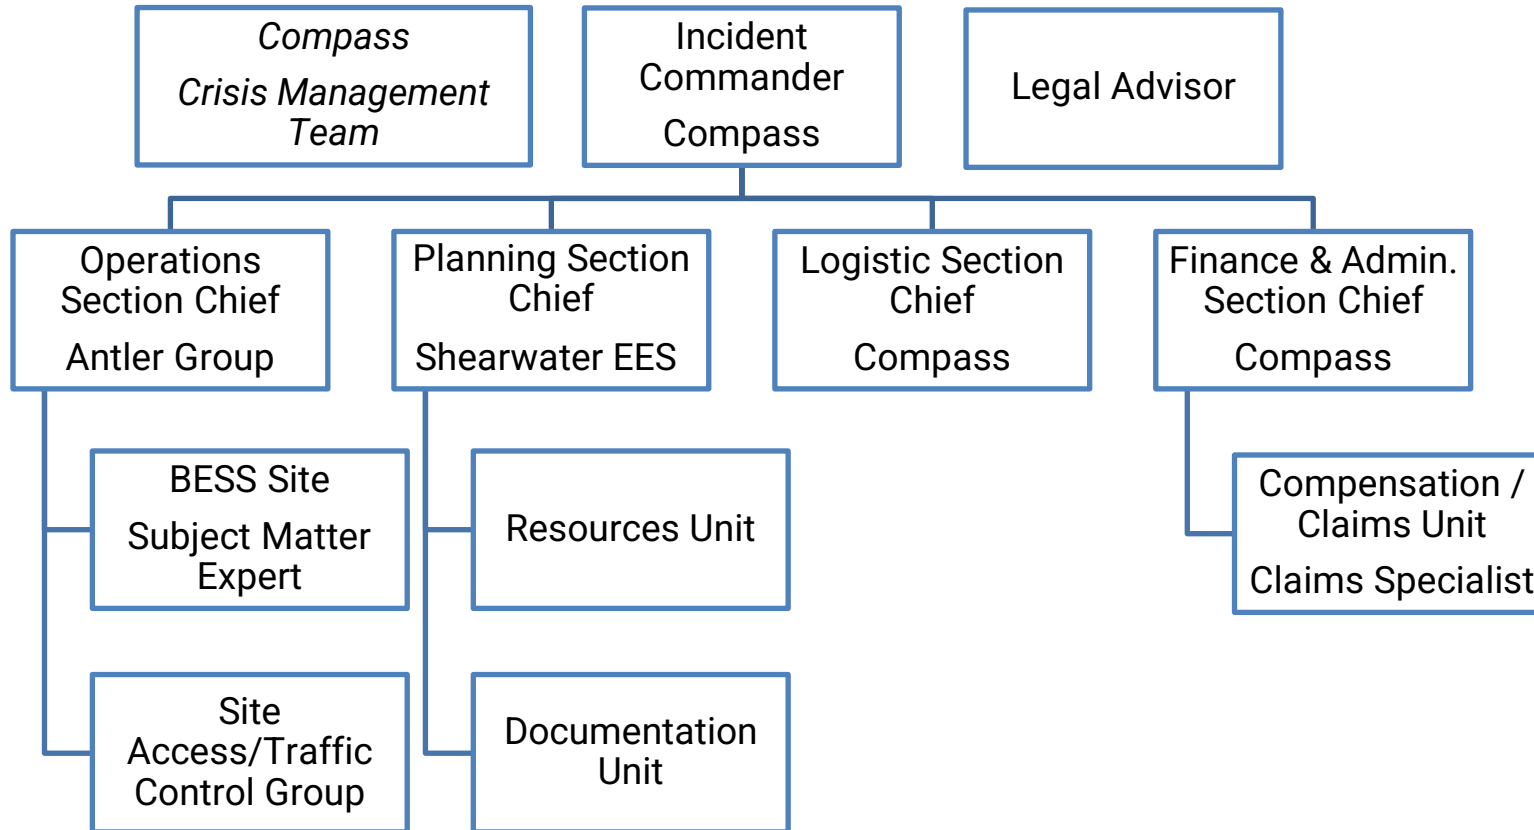 Compass
Crisis Management
Team
Incident
Commander
Compass
Legal Advisor
Operations
Section Chief
Antler Group
Planning Section
Chief
Shearwater EES
Logistic Section
Chief
Compass
Finance & Admin.
Section Chief
Compass
BESS Site
Subject Matter
Expert
Resources Unit
Compensation /
Claims Unit
Claims Specialist
Site
Access/Traffic
Control Group
Documentation
Unit